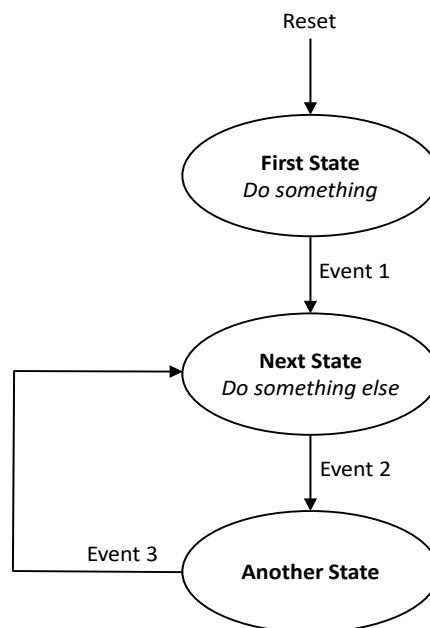 Reset
First State
Do something
Event 1
Next State
Do something else
Event 2
Event 3
Another State